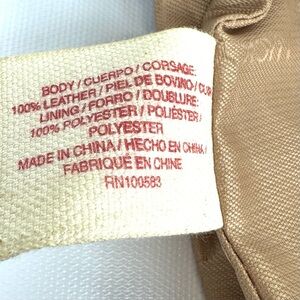 BODY / CUERPO / CORSAGE:
100% LEATHER / PIEL DE BOVINO / CUIR
LINING / FORRO / DOUBLURE:
100% POLYESTER / POLIÉSTER /
POLYESTER
MADE IN CHINA / HECHO EN CHINA /
FABRIQUÉ EN CHINE
RN100583